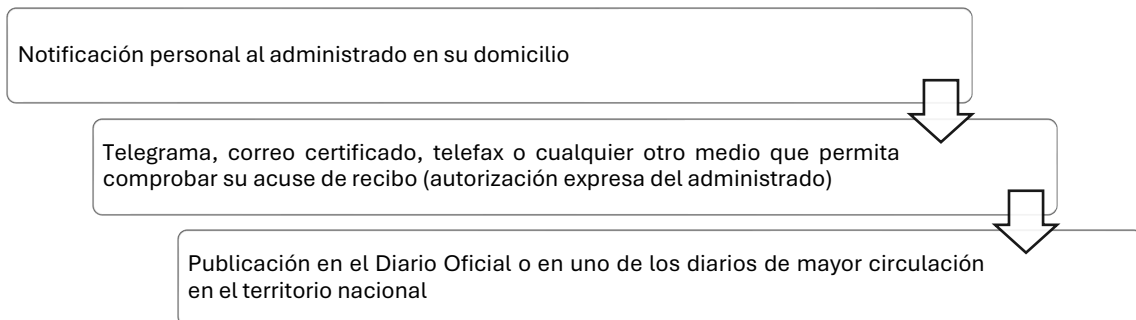 Notificación personal al administrado en su domicilio
Telegrama, correo certificado, telefax o cualquier otro medio que permita
comprobar su acuse de recibo (autorización expresa del administrado)
Publicación en el Diario Oficial o en uno de los diarios de mayor circulación
en el territorio nacional